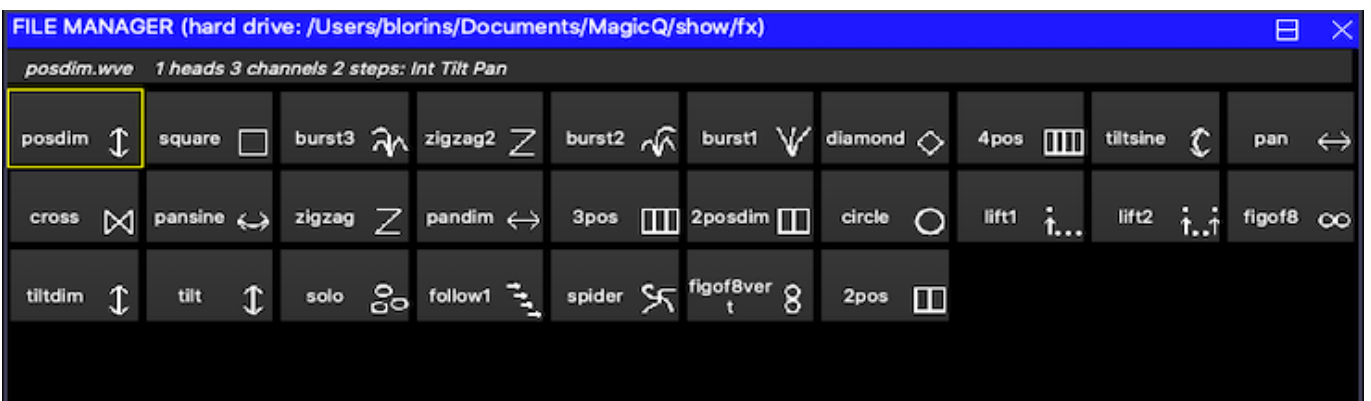 FILE MANAGER (hard drive: /Users/blorins/Documents/MagicQ/show/fx)
posdim.wve 1 heads 3 channels 2 steps: Int Tilt Pan
posdim square burst3 zigzag2 burst2 burst1 diamond 4pos tiltsine pan
cross pansine zigzag pandim 3pos 2posdim circle lift1 lift2 figof8
tiltdim tilt solo follow1 spider figof8ver 2pos
t